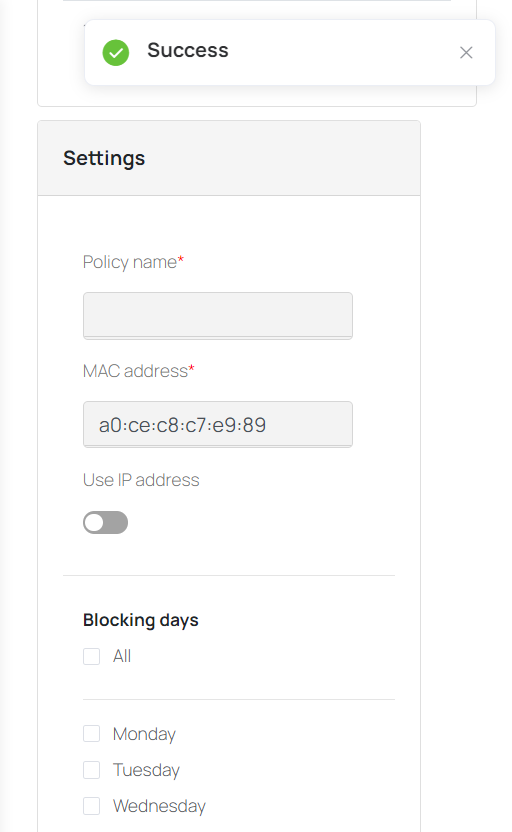 Success
Settings
Policy name*
MAC address*
a0:ce:c8:c7:e9:89
Use IP address
Blocking days
All
Monday
Tuesday
Wednesday